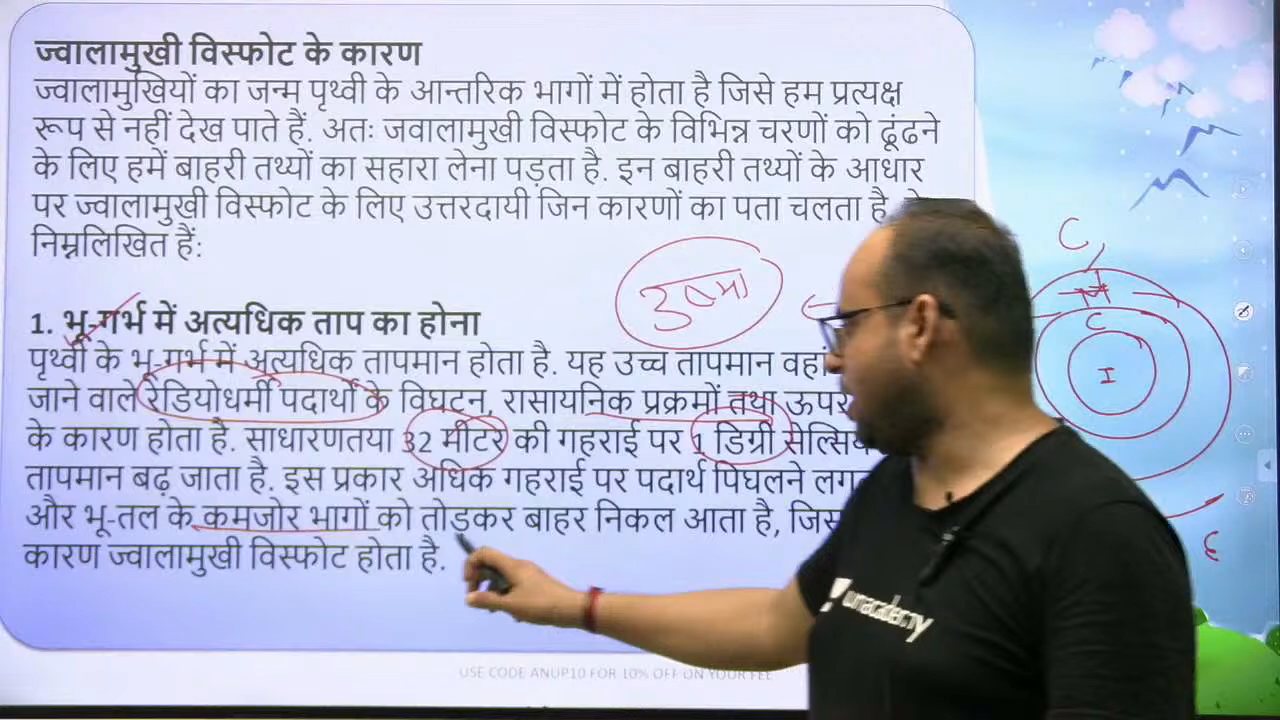 ज्वालामुखी विस्फोट के कारण
ज्वालामुखियों का जन्म पृथ्वी के आन्तरिक भागों में होता है जिसे हम प्रत्यक्ष
रूप से नहीं देख पाते हैं. अतः जवालामुखी विस्फोट के विभिन्न चरणों को ढूंढने
के लिए हमें बाहरी तथ्यों का सहारा लेना पड़ता है. इन बाहरी तथ्यों के आधार
पर ज्वालामुखी विस्फोट के लिए उत्तरदायी जिन कारणों का पता चलता है
निम्नलिखित हैं:
उष्मा
C
1. भू-गर्भ में अत्यधिक ताप का होना
M
C
I
पृथ्वी के भू-गर्भ में अत्यधिक तापमान होता है. यह उच्च तापमान वहां
जाने वाले रेडियोधर्मी पदार्थों के विघटन, रासायनिक प्रक्रमों तथा ऊपर
के कारण होता है. साधारणतया 32 मीटर की गहराई पर 1 डिग्री
तापमान बढ़ जाता है. इस प्रकार अधिक गहराई पर पदार्थ पिघलने
और भू-तल के कमजोर भागों को तोड़कर बाहर निकल आता है,
कारण ज्वालामुखी विस्फोट होता है.
unacademy
USE CODE ANUP10 FOR 10% OFF ON YOUR FEE